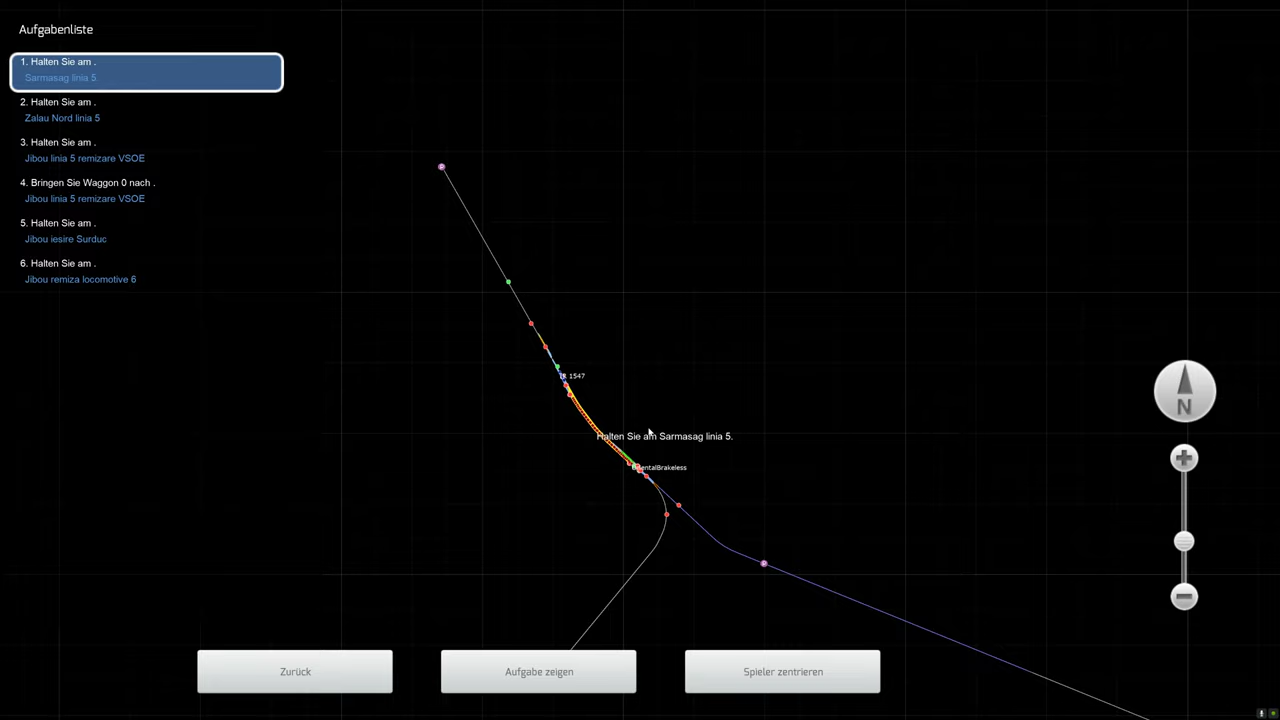 Aufgabenliste
1. Halten Sie am .
Sarmasag linia 5.
2. Halten Sie am .
Zalau Nord linia 5
3. Halten Sie am .
Jibou linia 5 remizare VSOE
4. Bringen Sie Waggon 0 nach .
Jibou linia 5 remizare VSOE
5. Halten Sie am .
Jibou iesire Surduc
6. Halten Sie am .
Jibou remiza locomotive 6
1547
Halten Sie am Sarmasag linia 5.
N
Zurück
Aufgabe zeigen
Spieler zentrieren